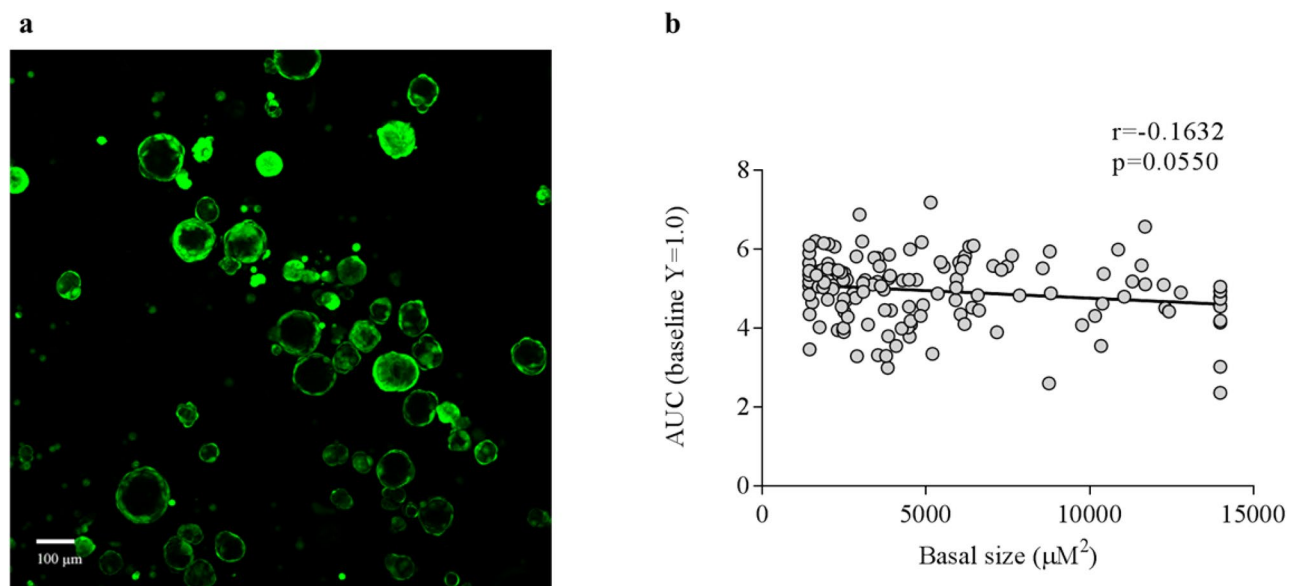 a
b
100 μm
r=-0.1632
p=0.0550
8
6
4
2
0
AUC (baseline Y=1.0)
0 5000 10000 15000
Basal size (μM²)